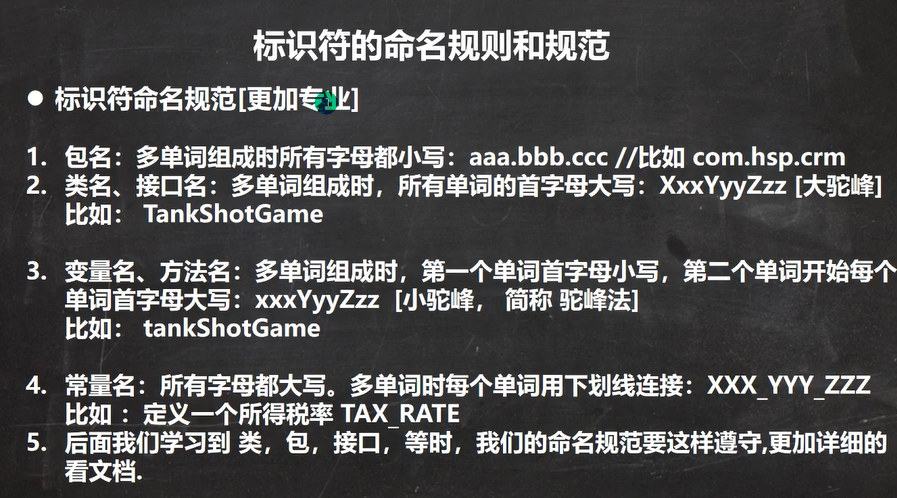 标识符的命名规则和规范
● 标识符命名规范[更加专业]
1. 包名：多单词组成时所有字母都小写：aaa.bbb.ccc //比如 com.hsp.crm
2. 类名、接口名：多单词组成时，所有单词的首字母大写：XxxYyyZzz [大驼峰]
比如： TankShotGame
3. 变量名、方法名：多单词组成时，第一个单词首字母小写，第二个单词开始每个
单词首字母大写：xxxYyyZzz [小驼峰， 简称 驼峰法]
比如： tankShotGame
4. 常量名：所有字母都大写。多单词时每个单词用下划线连接：XXX_YYY_ZZZ
比如 ：定义一个所得税率 TAX_RATE
5. 后面我们学习到 类，包，接口，等时，我们的命名规范要这样遵守,更加详细的
看文档.